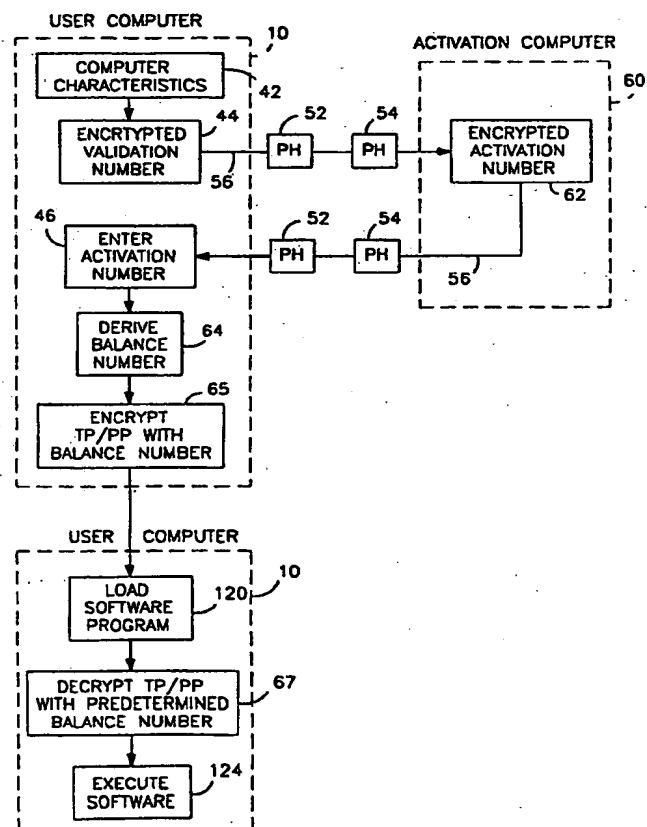 USER COMPUTER
10
ACTIVATION COMPUTER
60
COMPUTER
CHARACTERISTICS
42
44
ENCRTYPTED
VALIDATION
NUMBER
56
52
PH
54
PH
ENCRYPTED
ACTIVATION
NUMBER
62
46
ENTER
ACTIVATION
NUMBER
52
PH
54
PH
56
DERIVE
BALANCE
NUMBER
64
65
ENCRYPT
TP/PP WITH
BALANCE NUMBER
USER COMPUTER
10
LOAD
SOFTWARE
PROGRAM
120
DECRYPT TP/PP
WITH PREDETERMINED
BALANCE NUMBER
67
EXECUTE
SOFTWARE
124